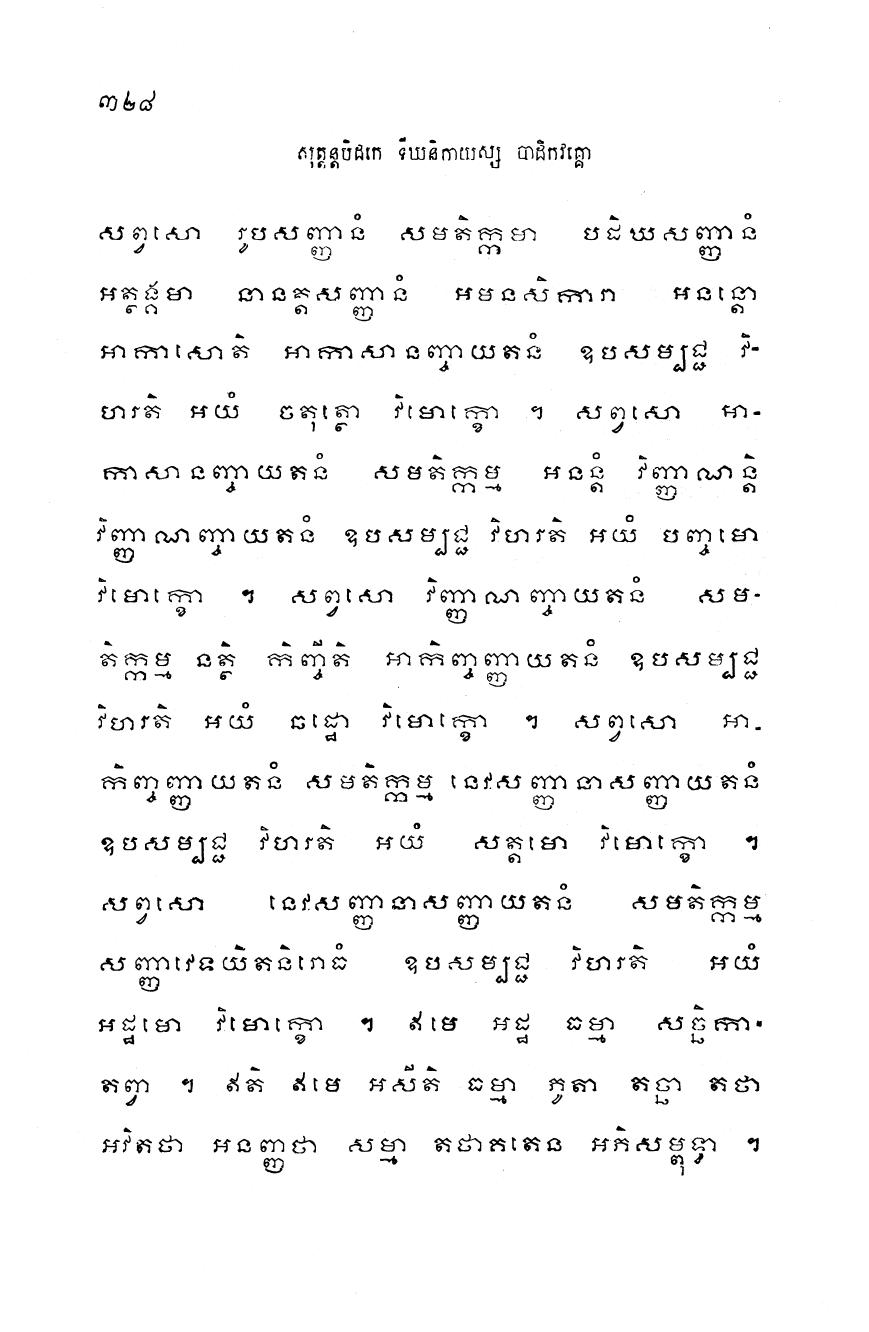 ៣២៨
សុត្តន្តបិដកេ ទីឃនិកាយស្ស បាដិកវគ្គោ
សព្វសោ រូបសញ្ញានំ សមតិក្កមា បដិឃសញ្ញានំ
អត្ថង្គមា នានត្តសញ្ញានំ អមនសិការា អនន្តោ
អាកាសោតិ អាកាសានញ្ចាយតនំ ឧបសម្បជ្ជ វិ-
ហរតិ អយំ ចតុត្ថោ វិមោក្ខោ ។ សព្វសោ អា-
កាសានញ្ចាយតនំ សមតិក្កម្ម អនន្តំ វិញ្ញាណន្តិ
វិញ្ញាណញ្ចាយតនំ ឧបសម្បជ្ជ វិហរតិ អយំ បញ្ចមោ
វិមោក្ខោ ។ សព្វសោ វិញ្ញាណញ្ចាយតនំ សម-
តិក្កម្ម នត្ថិ កិញ្ចីតិ អាកិញ្ចញ្ញាយតនំ ឧបសម្បជ្ជ
វិហរតិ អយំ ឆដ្ឋោ វិមោក្ខោ ។ សព្វសោ អា-
កិញ្ចញ្ញាយតនំ សមតិក្កម្ម នេវសញ្ញានាសញ្ញាយតនំ
ឧបសម្បជ្ជ វិហរតិ អយំ សត្តមោ វិមោក្ខោ ។
សព្វសោ នេវសញ្ញានាសញ្ញាយតនំ សមតិក្កម្ម
សញ្ញាវេទយិតនិរោធំ ឧបសម្បជ្ជ វិហរតិ អយំ
អដ្ឋមោ វិមោក្ខោ ។ ឥមេ អដ្ឋ ធម្មា សច្ឆិកា-
តព្វា ។ ឥតិ ឥមេ អសីតិ ធម្មា ភូតា តច្ឆា តថា
អវិតថា អនញ្ញថា សម្មា តថាគតេន អភិសម្ពុទ្ធា ។